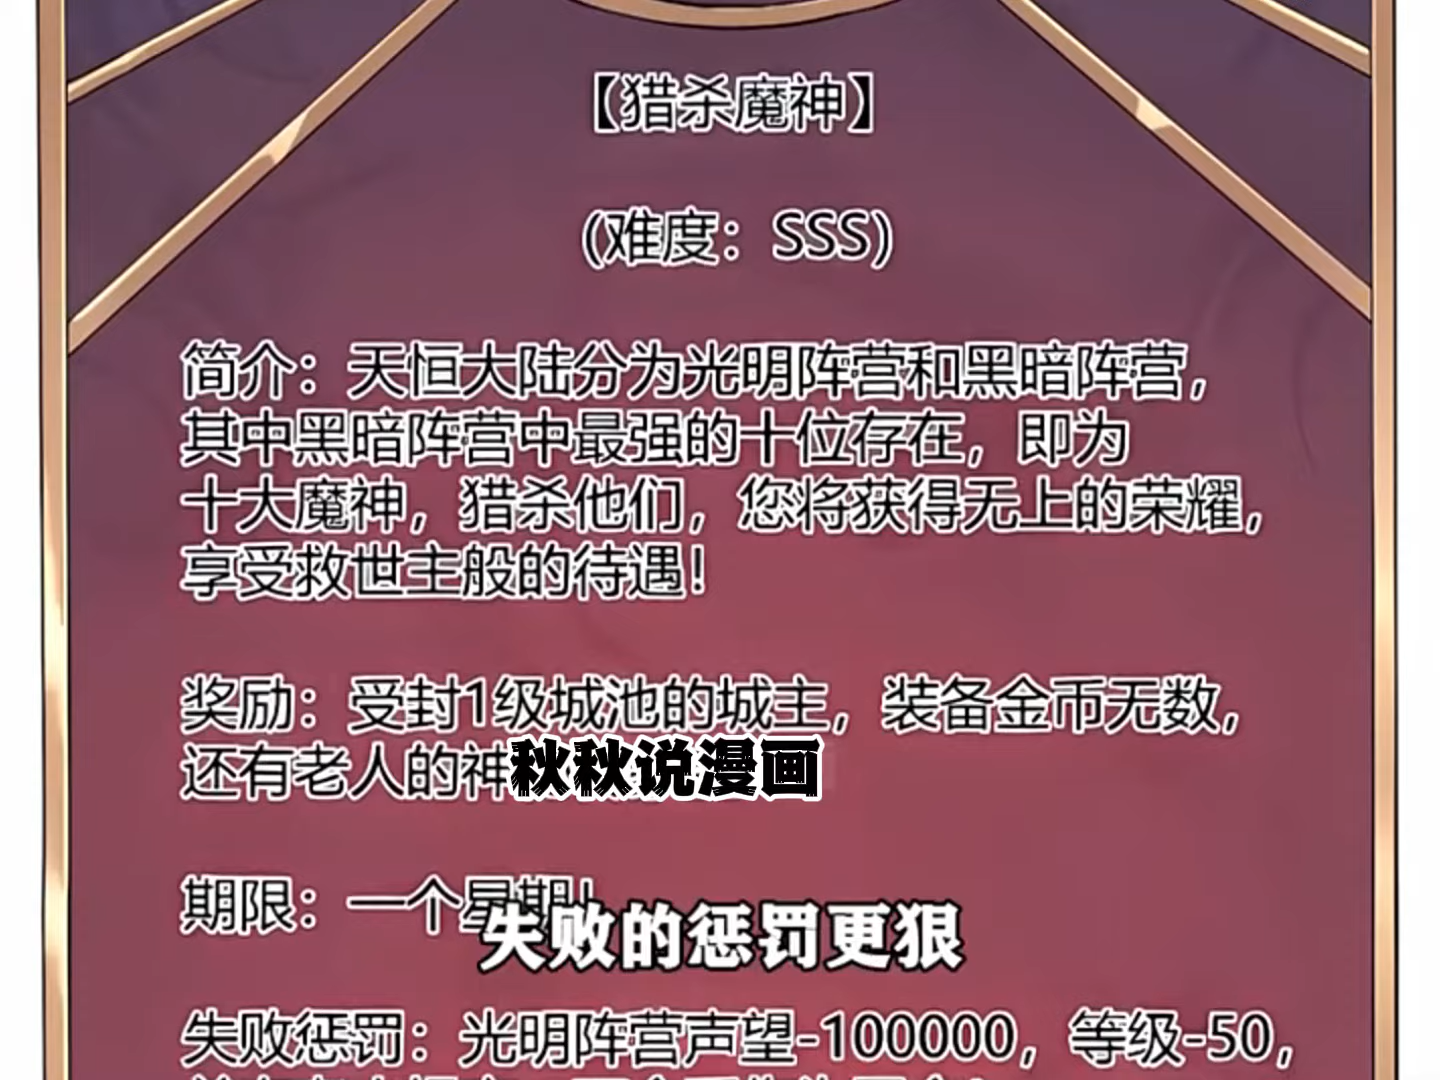 【猎杀魔神】
(难度：SSS)
简介：天恒大陆分为光明阵营和黑暗阵营，
其中黑暗阵营中最强的十位存在，即为
十大魔神，猎杀他们，您将获得无上的荣耀，
享受救世主般的待遇！
奖励：受封1级城池的城主，装备金币无数，
还有老人的神
秋秋说漫画
期限：一个星期！
失败的惩罚更狠
失败惩罚：光明阵营声望-100000，等级-50，